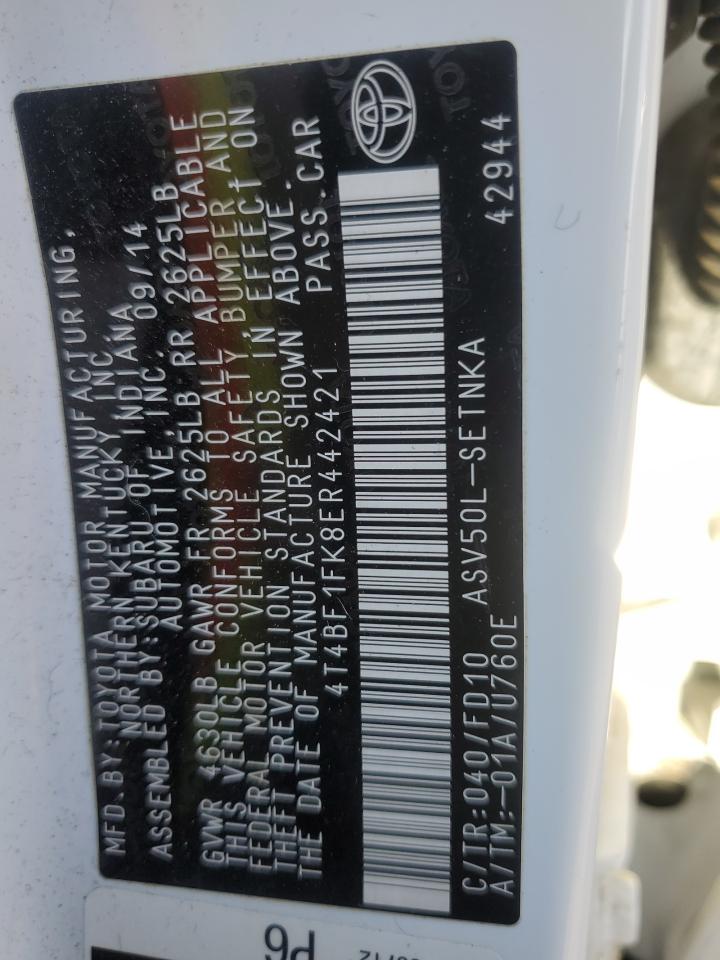 MFD.BY:TOYOTA MOTOR MANUFACTURING,
NORTHERN KENTUCKY INC.
ASSEMBLED BY:SUBARU OF INDIANA
AUTOMOTIVE,INC. 09/14
GVWR 4630LB GAWR FR 2625LB RR 2625LB
THIS VEHICLE CONFORMS TO ALL APPLICABLE
FEDERAL MOTOR VEHICLE SAFETY,BUMPER,AND
THEFT PREVENTION STANDARDS IN EFFECT ON
THE DATE OF MANUFACTURE SHOWN ABOVE.
4T4BF1FK8ER442421 PASS.CAR
C/TR:040/FD10 ASV50L-SETNKA 42944
A/TM:-01A/U760E
P6